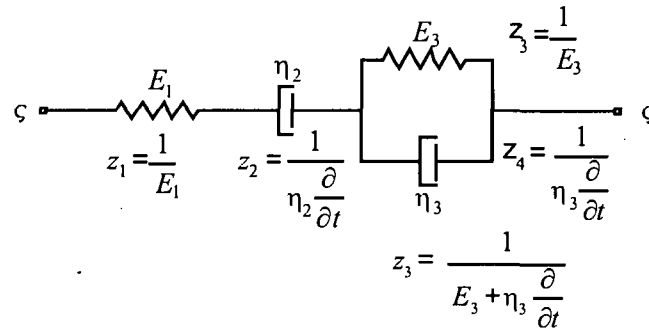 E₃
z₃ = 1/E₃
ς E₁ η₂ ς
z₁ = 1/E₁
z₂ = 1/(η₂ ∂/∂t)
η₃
z₄ = 1/(η₃ ∂/∂t)
z₃ = 1/(E₃ + η₃ ∂/∂t)